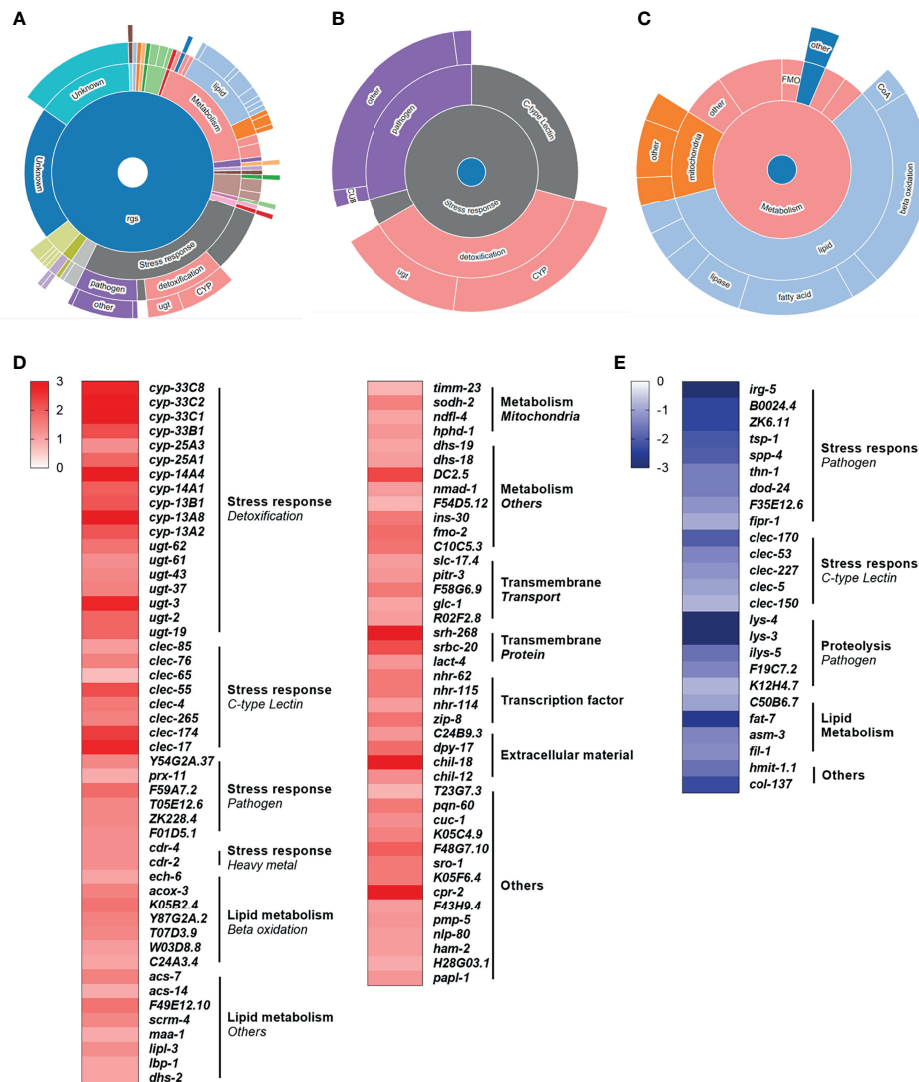 A
B
C
Unknown
Unknown
rgs
Metabolism
lipid
Stress response
pathogen
other
detoxification
ugt
CYP
other
pathogen
CUB
C-type Lectin
Stress response
detoxification
ugt
CYP
other
FMO
other
CoA
mitochondria
other
Metabolism
lipid
beta oxidation
lipase
fatty acid
D
3
2
1
0
cyp-33C8
cyp-33C2
cyp-33C1
cyp-33B1
cyp-25A3
cyp-25A1
cyp-14A4
cyp-14A1
cyp-13B1
cyp-13A8
cyp-13A2
ugt-62
ugt-61
ugt-43
ugt-37
ugt-3
ugt-2
ugt-19
Stress response
Detoxification
clec-85
clec-76
clec-65
clec-55
clec-4
clec-265
clec-174
clec-17
Stress response
C-type Lectin
Y54G2A.37
prx-11
F59A7.2
T05E12.6
ZK228.4
F01D5.1
Stress response
Pathogen
cdr-4
cdr-2
Stress response
Heavy metal
ech-6
acox-3
K05B2.4
Y87G2A.2
T07D3.9
W03D8.8
C24A3.4
Lipid metabolism
Beta oxidation
acs-7
acs-14
F49E12.10
scrm-4
maa-1
lipl-3
lbp-1
dhs-2
Lipid metabolism
Others
timm-23
sodh-2
ndfl-4
hphd-1
Metabolism
Mitochondria
dhs-19
dhs-18
DC2.5
nmad-1
F54D5.12
ins-30
fmo-2
C10C5.3
Metabolism
Others
slc-17.4
pitr-3
F58G6.9
glc-1
R02F2.8
Transmembrane
Transport
srh-268
srbc-20
lact-4
Transmembrane
Protein
nhr-62
nhr-115
nhr-114
zip-8
Transcription factor
C24B9.3
dpy-17
chil-18
chil-12
Extracellular material
T23G7.3
pqn-60
cuc-1
K05C4.9
F48G7.10
sro-1
K05F6.4
cpr-2
F43H9.4
pmp-5
nlp-80
ham-2
H28G03.1
papl-1
Others
E
0
-1
-2
-3
irg-5
B0024.4
ZK6.11
tsp-1
spp-4
thn-1
dod-24
F35E12.6
fipr-1
Stress respons
Pathogen
clec-170
clec-53
clec-227
clec-5
clec-150
Stress respons
C-type Lectin
lys-4
lys-3
ilys-5
F19C7.2
K12H4.7
Proteolysis
Pathogen
C50B6.7
fat-7
asm-3
fil-1
Lipid
Metabolism
hmit-1.1
col-137
Others